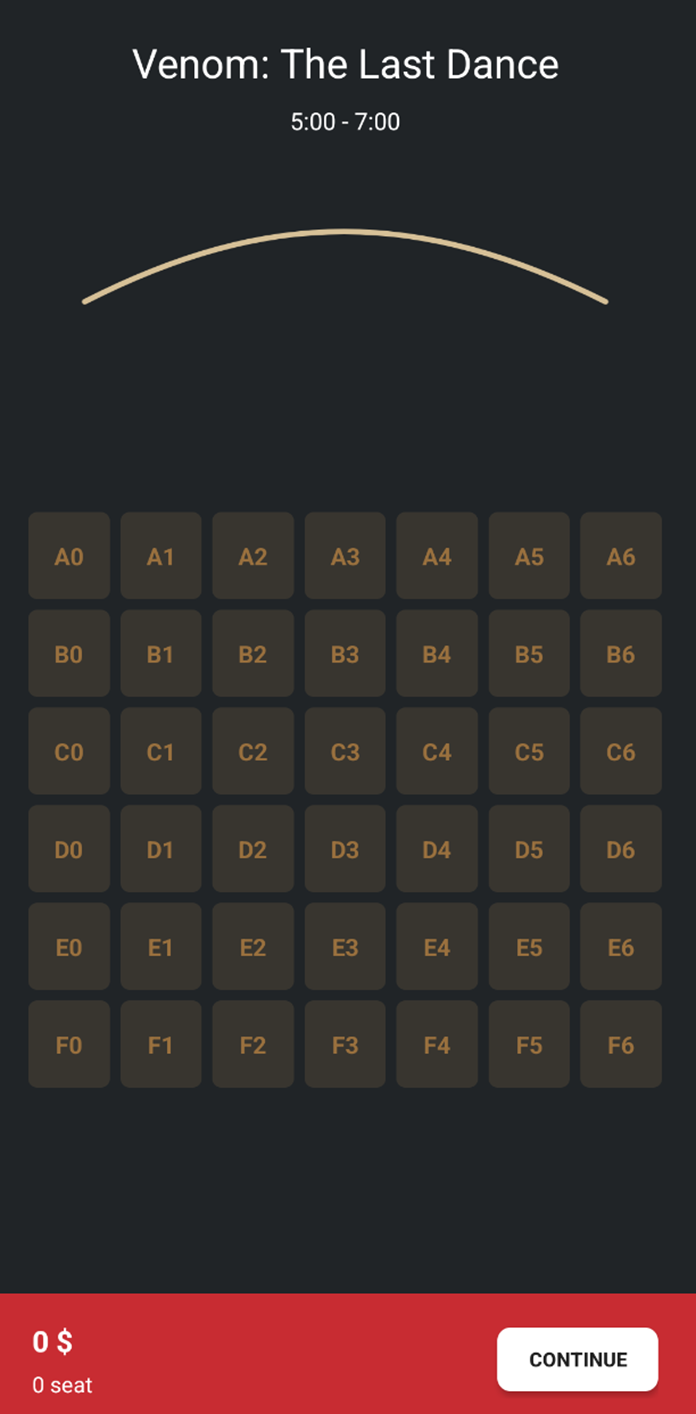 Venom: The Last Dance
5:00 - 7:00
A0 A1 A2 A3 A4 A5 A6
B0 B1 B2 B3 B4 B5 B6
C0 C1 C2 C3 C4 C5 C6
D0 D1 D2 D3 D4 D5 D6
E0 E1 E2 E3 E4 E5 E6
F0 F1 F2 F3 F4 F5 F6
0 $
0 seat
CONTINUE